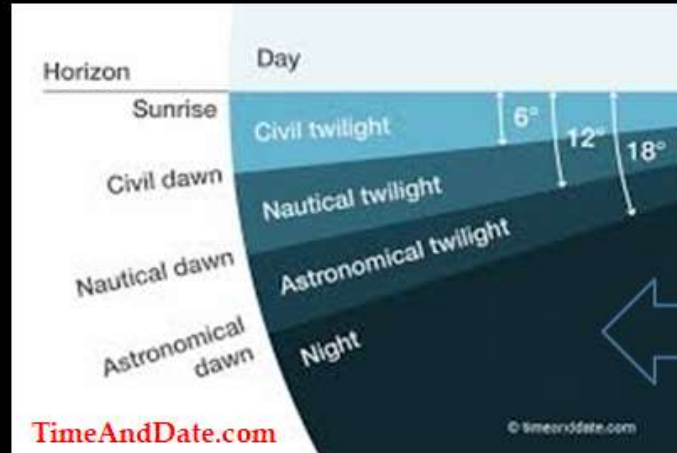 Day
Horizon
Sunrise
Civil twilight
6°
12°
18°
Civil dawn
Nautical twilight
Nautical dawn
Astronomical twilight
Astronomical
dawn
Night
TimeAndDate.com
© timeanddate.com